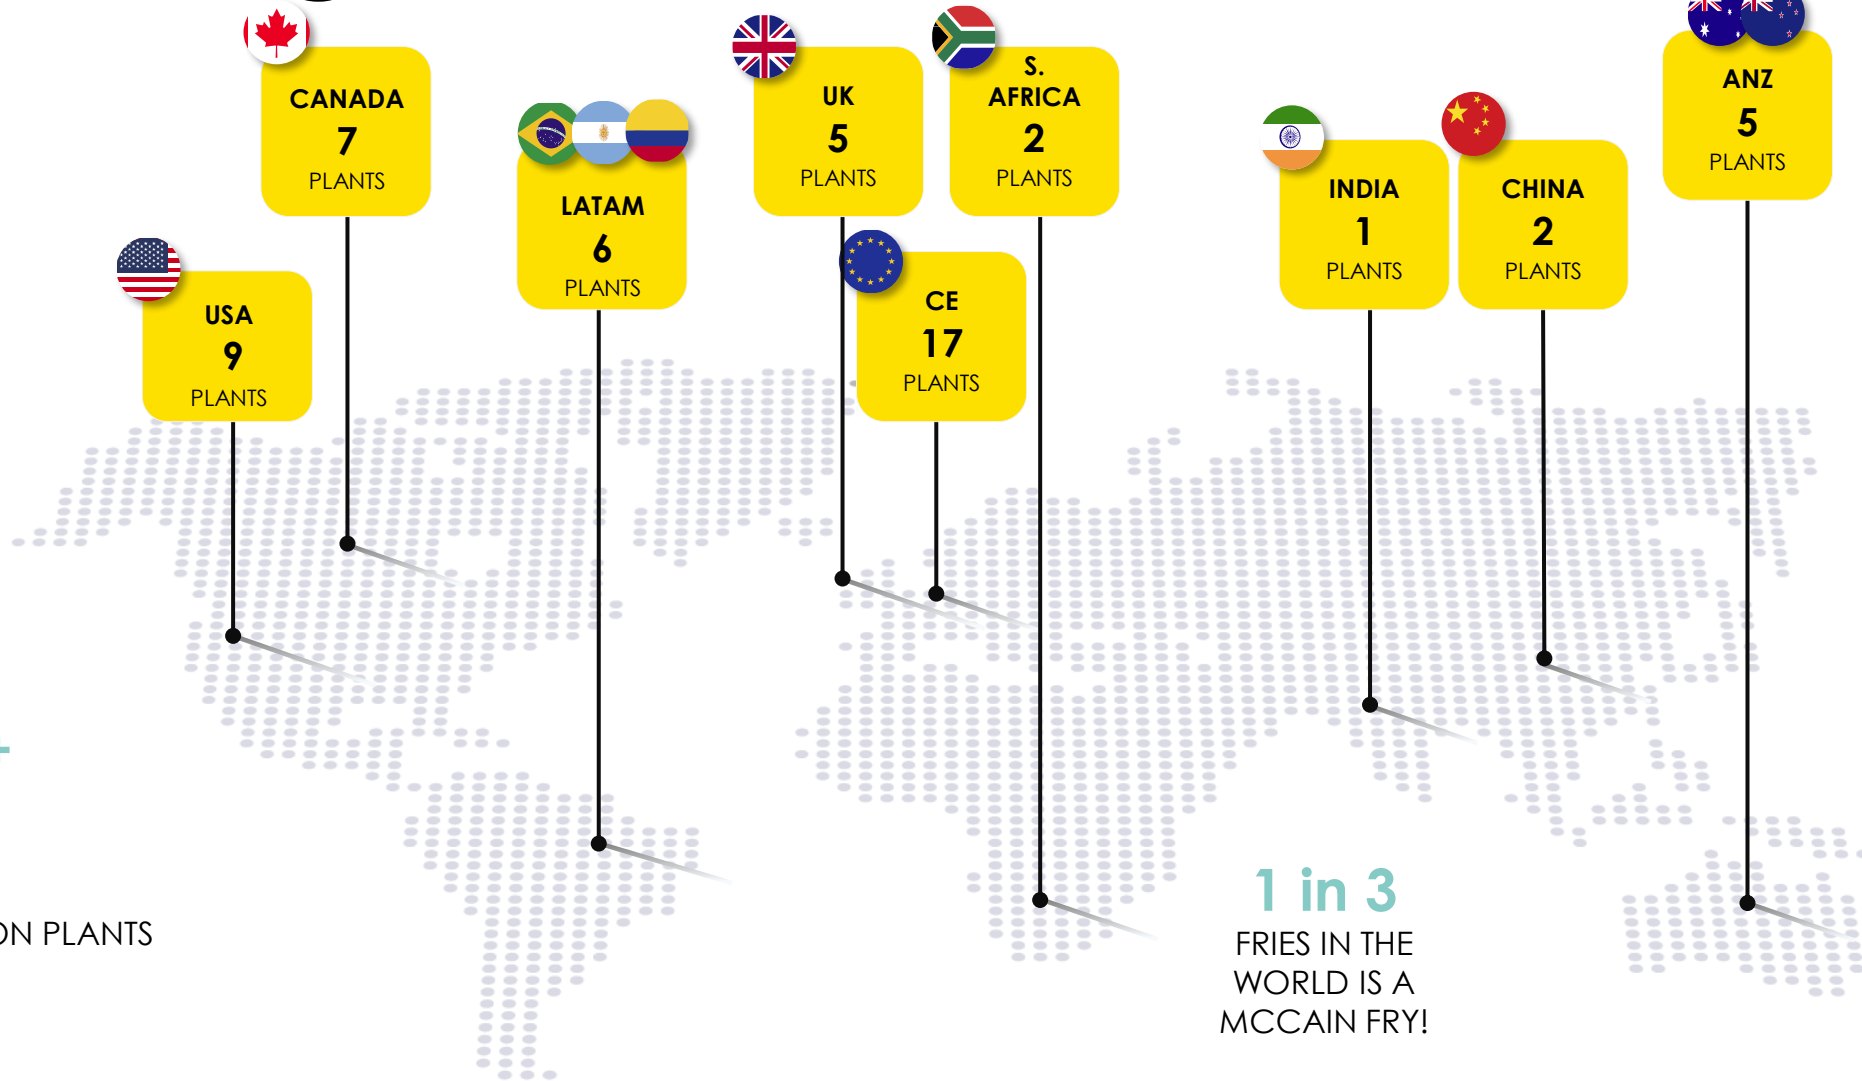 CANADA
7
PLANTS
LATAM
6
PLANTS
USA
9
PLANTS
UK
5
PLANTS
S.
AFRICA
2
PLANTS
CE
17
PLANTS
INDIA
1
PLANTS
CHINA
2
PLANTS
ANZ
5
PLANTS
PLANTS
1 in 3
FRIES IN THE
WORLD IS A
MCCAIN FRY!